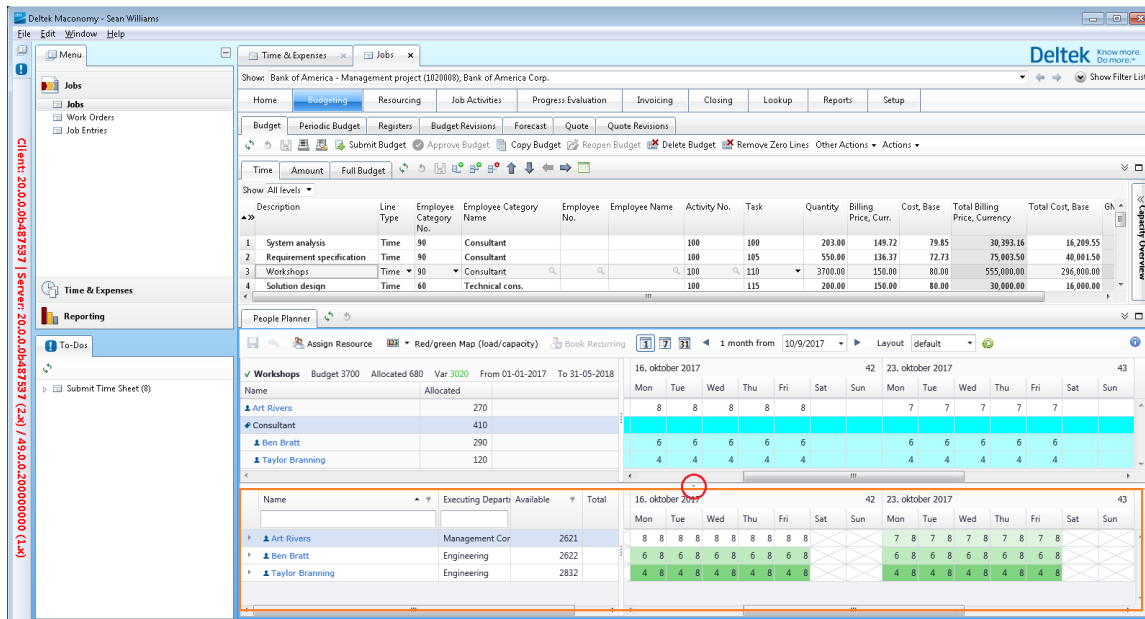 Deltek Maconomy - Sean Williams
File Edit Window Help
Menu
Jobs
Jobs
Work Orders
Job Entries
Time & Expenses
Reporting
To-Dos
Submit Time Sheet (8)
Client: 20.0.0.0b487537 | Server: 20.0.0.0b487537 (2.x) / 49.0.0.200000000 (1.x)
Time & Expenses Jobs
Deltek Know more. Do more.™
Show: Bank of America - Management project (1020008), Bank of America Corp. Show Filter List
Home Budgeting Resourcing Job Activities Progress Evaluation Invoicing Closing Lookup Reports Setup
Budget Periodic Budget Registers Budget Revisions Forecast Quote Quote Revisions
Submit Budget Approve Budget Copy Budget Reopen Budget Delete Budget Remove Zero Lines Other Actions Actions
Time Amount Full Budget
Show All levels
Description Line Type Employee Category No. Employee Category Name Employee No. Employee Name Activity No. Task Quantity Billing Price, Curr. Cost, Base Total Billing Price, Currency Total Cost, Base
1 System analysis Time 90 Consultant 100 100 203.00 149.72 79.85 30,393.16 16,209.55
2 Requirement specification Time 90 Consultant 100 105 550.00 136.37 72.73 75,003.50 40,001.50
3 Workshops Time 90 Consultant 100 110 3700.00 150.00 80.00 555,000.00 296,000.00
4 Solution design Time 60 Technical cons. 100 115 200.00 150.00 80.00 30,000.00 16,000.00
Capacity Overview
People Planner
Assign Resource Red/green Map (load/capacity) Book Recurring 1 7 31 1 month from 10/9/2017 Layout default
Workshops Budget 3700 Allocated 680 Var 3020 From 01-01-2017 To 31-05-2018 16. oktober 2017 42 23. oktober 2017 43
Name Allocated Mon Tue Wed Thu Fri Sat Sun Mon Tue Wed Thu Fri Sat Sun
Art Rivers 270 8 8 8 8 8 7 7 7 7 7
Consultant 410
Ben Bratt 290 6 6 6 6 6 6 6 6 6 6
Taylor Branning 120 4 4 4 4 4 4 4 4 4 4
Name Executing Departi Available Total 16. oktober 2017 42 23. oktober 2017 43
Mon Tue Wed Thu Fri Sat Sun Mon Tue Wed Thu Fri Sat Sun
Art Rivers Management Cor 2621 8 8 8 8 8 8 8 8 8 8 7 8 7 8 7 8 7 8 7 8
Ben Bratt Engineering 2622 6 8 6 8 6 8 6 8 6 8 6 8 6 8 6 8 6 8 6 8
Taylor Branning Engineering 2832 4 8 4 8 4 8 4 8 4 8 4 8 4 8 4 8 4 8 4 8